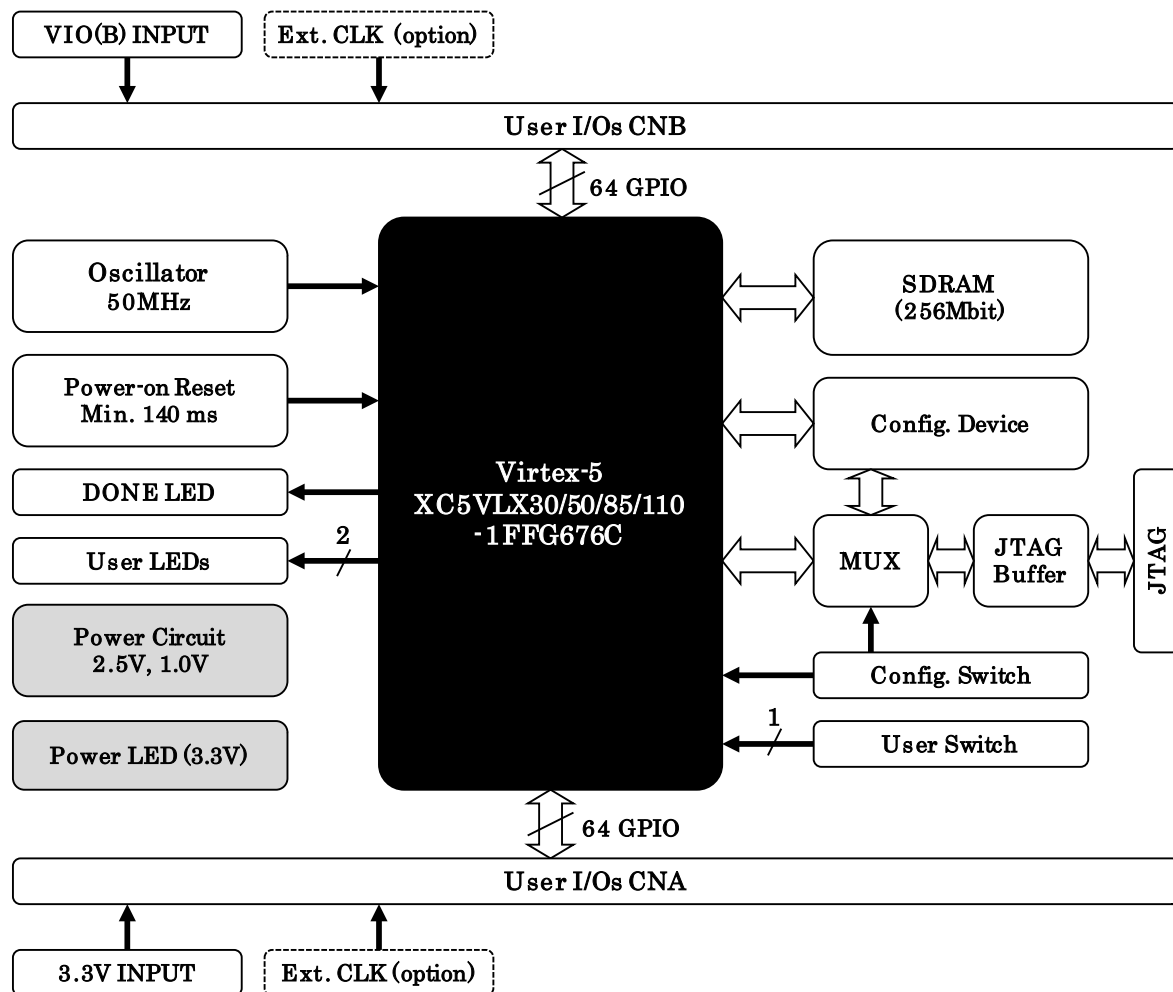 VIO(B) INPUT
Ext. CLK (option)
User I/Os CNB
64 GPIO
Oscillator
50MHz
Power-on Reset
Min. 140 ms
DONE LED
2
User LEDs
Power Circuit
2.5V, 1.0V
Power LED (3.3V)
Virtex-5
XC5VLX30/50/85/110
-1FFG676C
SDRAM
(256Mbit)
Config. Device
MUX
JTAG
Buffer
JTAG
Config. Switch
1
User Switch
64 GPIO
User I/Os CNA
3.3V INPUT
Ext. CLK (option)